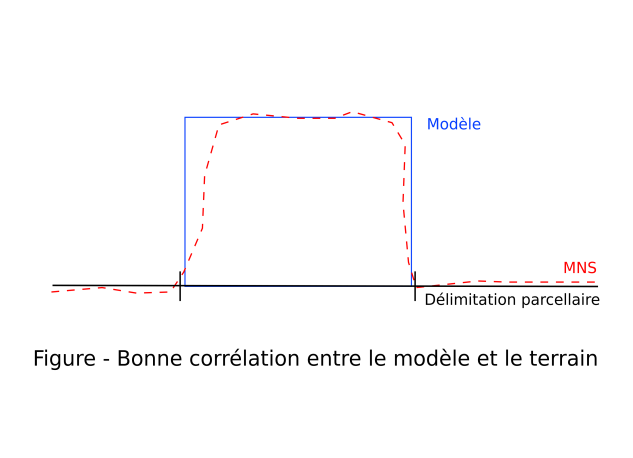 Modèle
MNS
Délimitation parcellaire
Figure - Bonne corrélation entre le modèle et le terrain